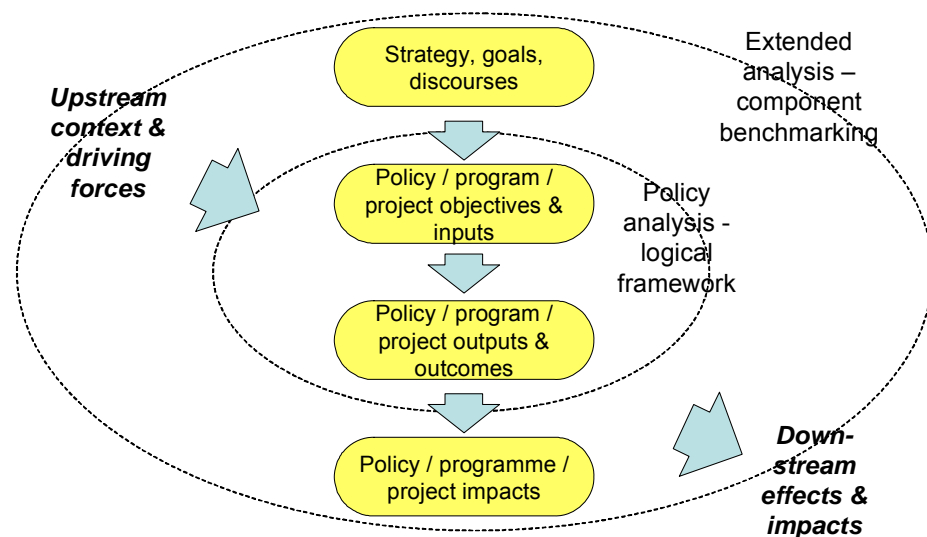 Strategy, goals,
discourses
Extended
analysis –
component
benchmarking
Upstream
context &
driving
forces
Policy / program /
project objectives &
inputs
Policy
analysis -
logical
framework
Policy / program /
project outputs &
outcomes
Policy / programme /
project impacts
Down-
stream
effects &
impacts